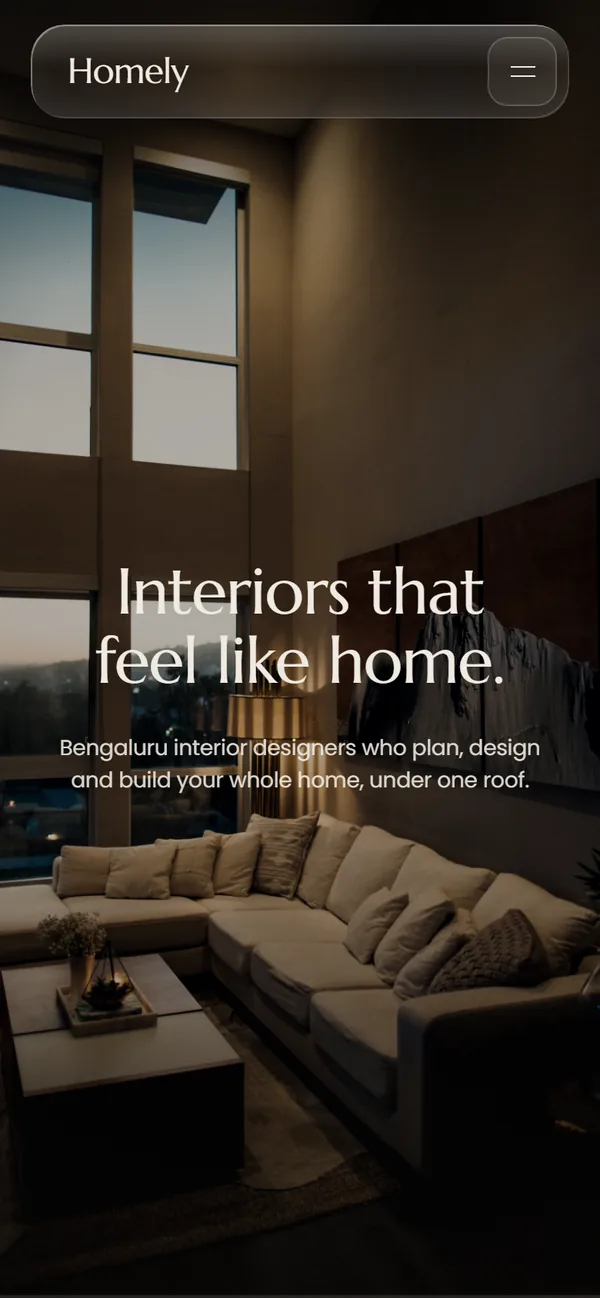 Homely
Interiors that
feel like home.
Bengaluru interior designers who plan, design
and build your whole home, under one roof.